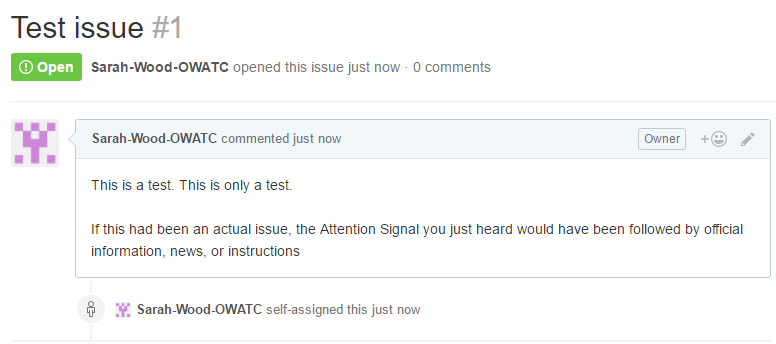 Test issue #1
Open Sarah-Wood-OWATC opened this issue just now · 0 comments
Sarah-Wood-OWATC commented just now Owner
This is a test. This is only a test.
If this had been an actual issue, the Attention Signal you just heard would have been followed by official
information, news, or instructions
Sarah-Wood-OWATC self-assigned this just now